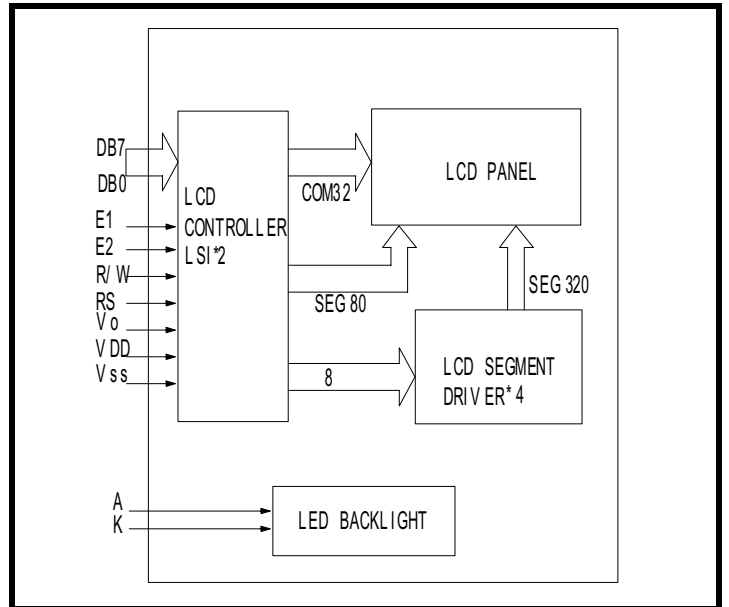 DB7
DB0
E1
E2
R/W
RS
Vo
VDD
Vss
LCD
CONTROLLER
LSI*2
COM32
SEG 80
8
LCD PANEL
SEG 320
LCD SEGMENT
DRIVER*4
A
K
LED BACKLIGHT